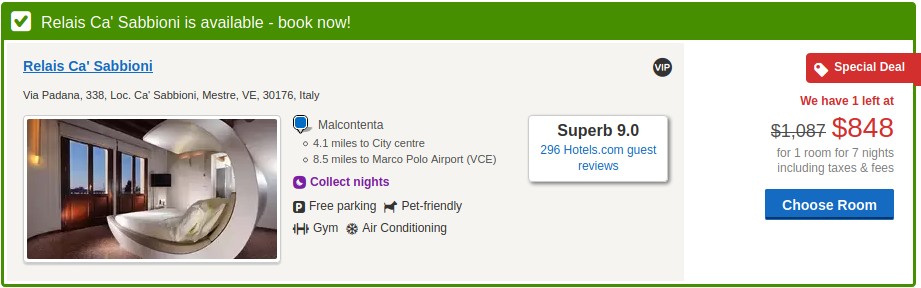 Relais Ca' Sabbioni is available - book now!
Relais Ca' Sabbioni
VIP
Via Padana, 338, Loc. Ca' Sabbioni, Mestre, VE, 30176, Italy
Malcontenta
4.1 miles to City centre
8.5 miles to Marco Polo Airport (VCE)
Collect nights
P Free parking Pet-friendly
Gym Air Conditioning
Superb 9.0
296 Hotels.com guest
reviews
Special Deal
We have 1 left at
$1,087 $848
for 1 room for 7 nights
including taxes & fees
Choose Room